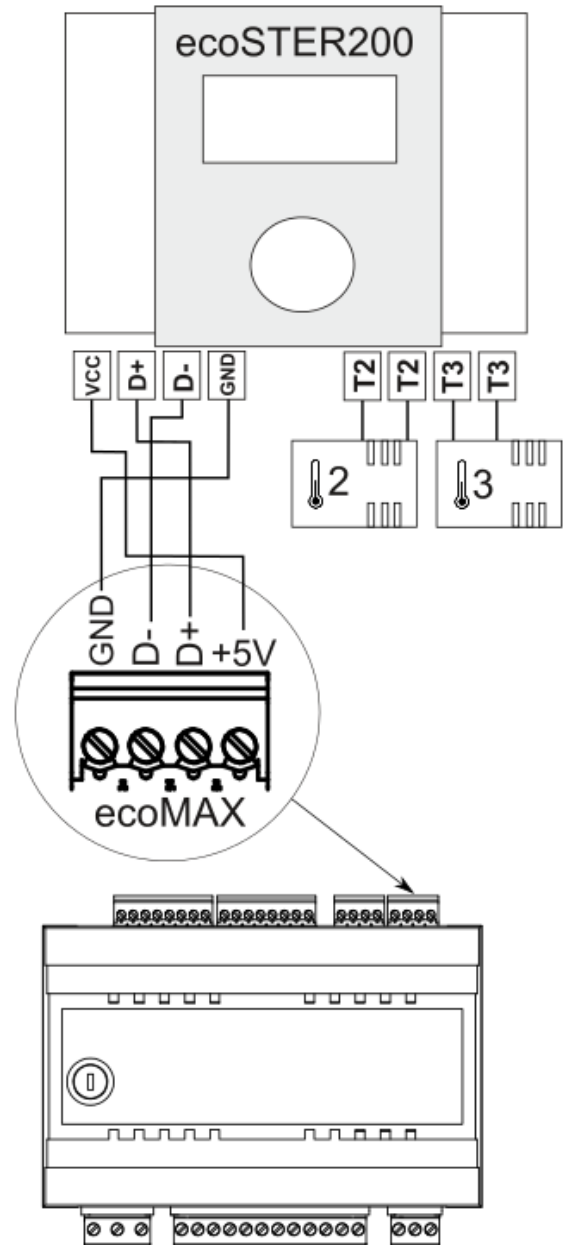 ecoSTER200
VCC D+ D- GND T2 T2 T3 T3
2 3
GND D- D+ +5V
ecoMAX